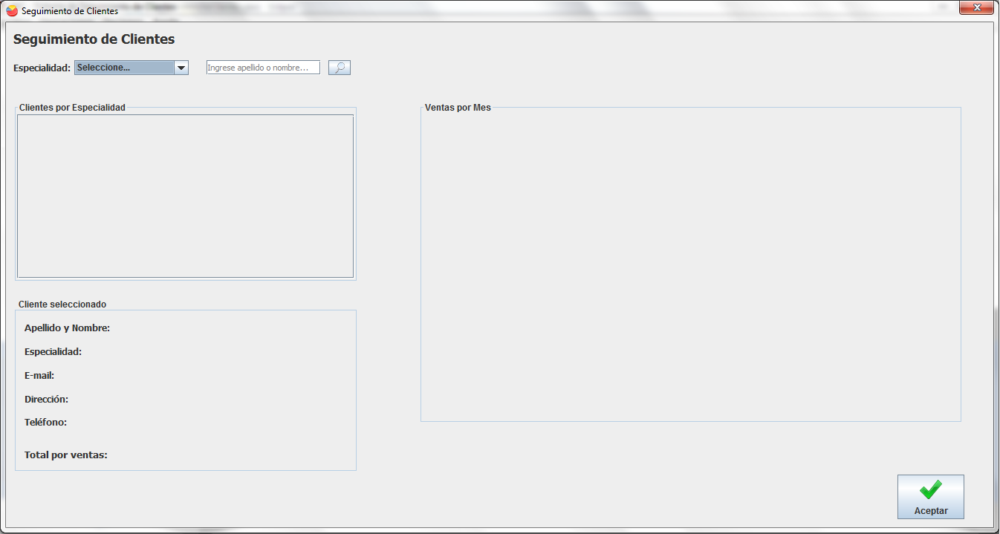 Seguimiento de Clientes
Seguimiento de Clientes
Especialidad: Seleccione... Ingrese apellido o nombre...
Clientes por Especialidad
Ventas por Mes
Cliente seleccionado
Apellido y Nombre:
Especialidad:
E-mail:
Dirección:
Teléfono:
Total por ventas:
Aceptar